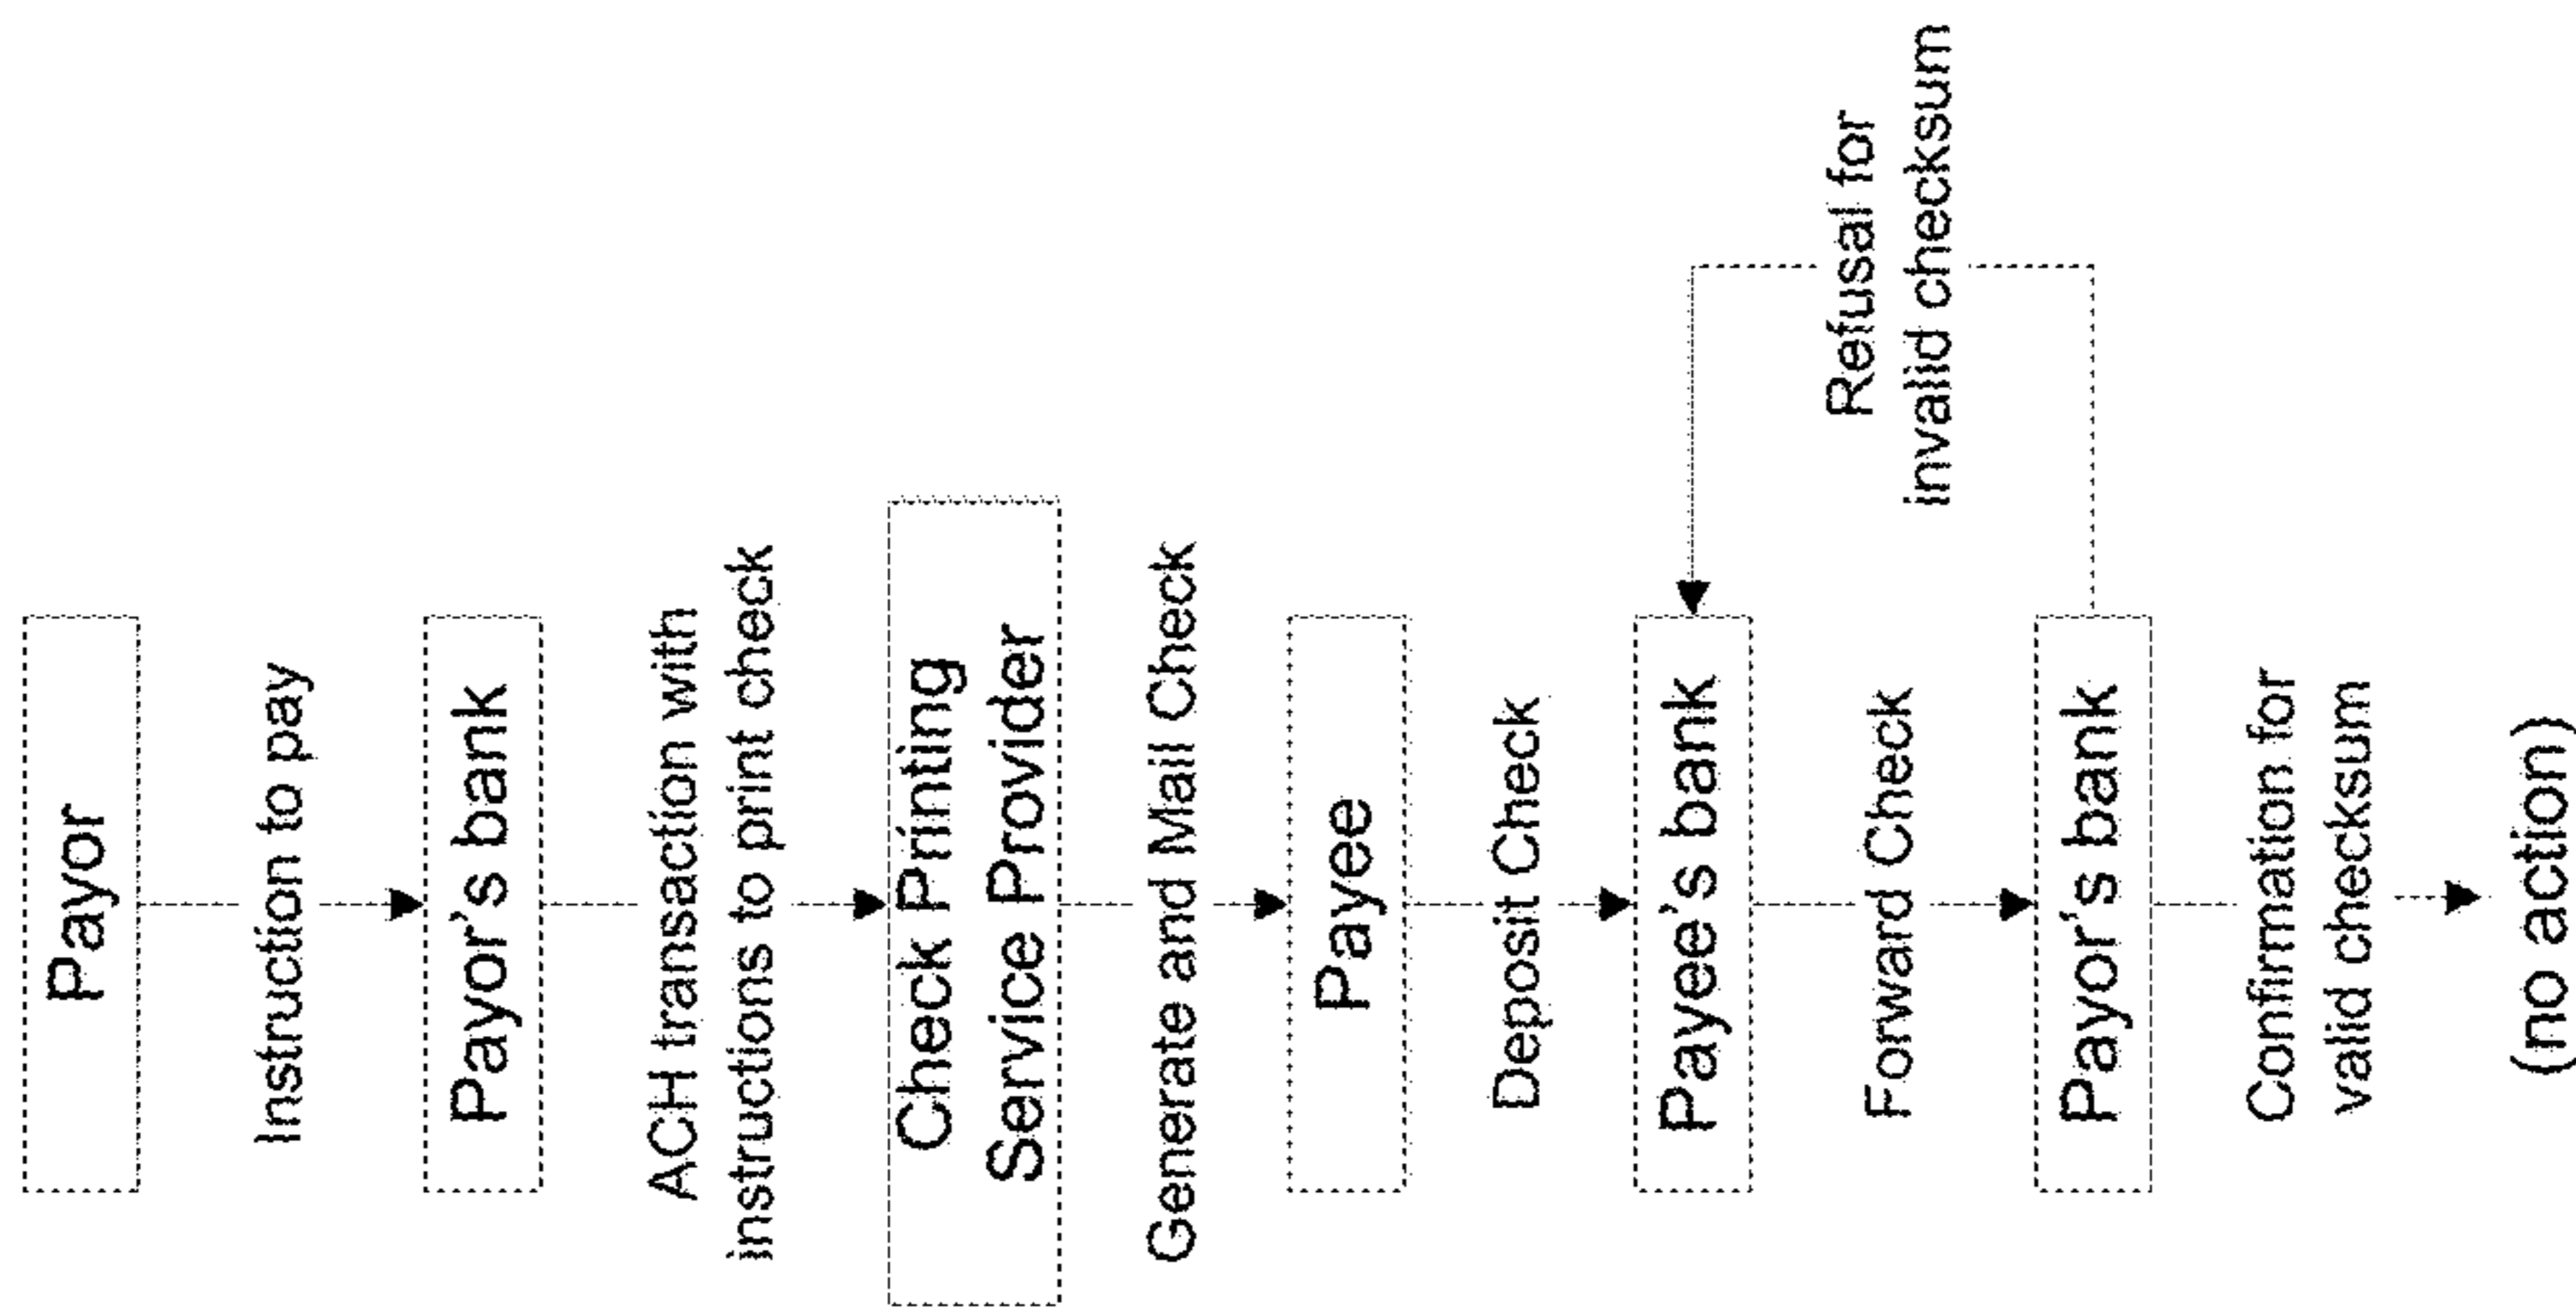 Payor
Instruction to pay
Payor's bank
ACH transaction with
instructions to print check
Check Printing
Service Provider
Generate and Mail Check
Payee
Deposit Check
Payee's bank
Forward Check
Refusal for
invalid checksum
Payor's bank
Confirmation for
valid checksum
(no action)